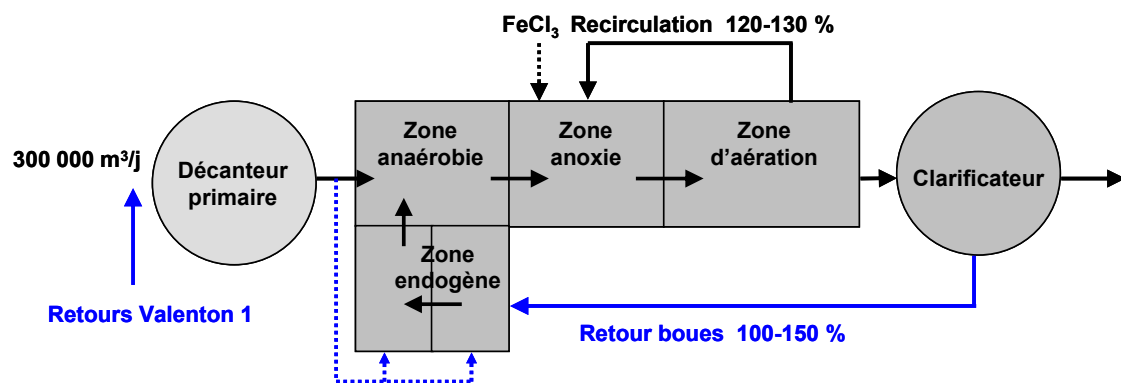 FeCl₃ Recirculation 120-130 %
300 000 m³/j
Décanteur
primaire
Zone
anaérobie
Zone
anoxie
Zone
d’aération
Clarificateur
Zone
endogène
Retours Valenton 1
Retour boues 100-150 %